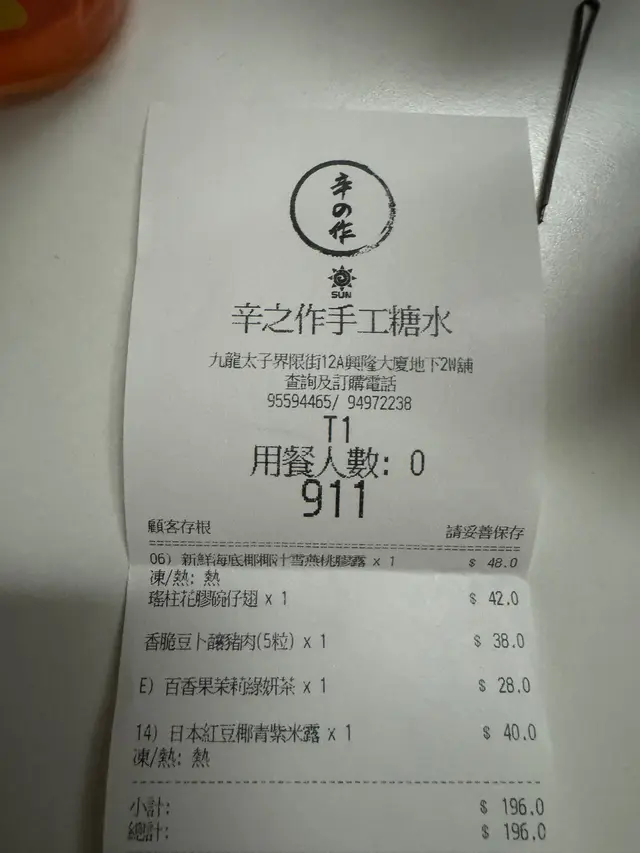 辛の作
SUN
辛之作手工糖水
九龍太子界限街12A興隆大廈地下2W舖
查詢及訂購電話
95594465/ 94972238
T1
用餐人數: 0
911
顧客存根 請妥善保存
06) 新鮮海底椰椰汁雪燕桃膠露 x 1 $ 48.0
凍/熱: 熱
瑤柱花膠碗仔翅 x 1 $ 42.0
香脆豆卜釀豬肉(5粒) x 1 $ 38.0
E) 百香果茉莉綠妍茶 x 1 $ 28.0
14) 日本紅豆椰青紫米露 x 1 $ 40.0
凍/熱: 熱
小計: $ 196.0
總計: $ 196.0